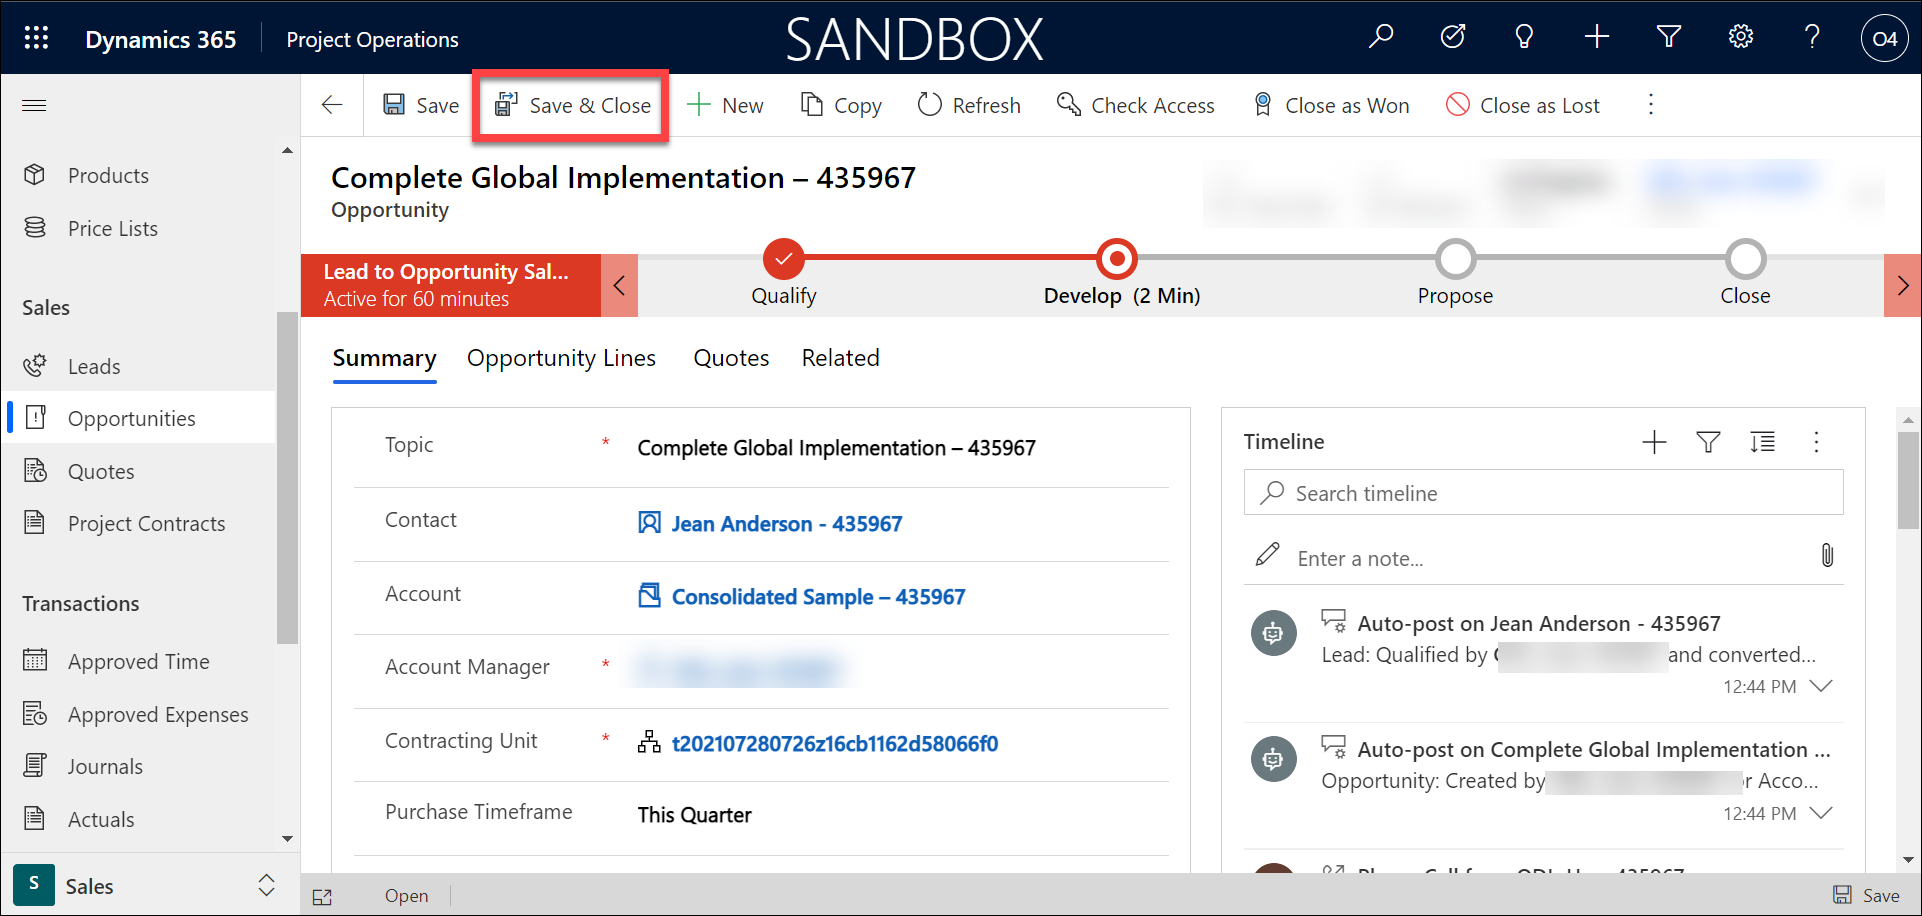 Dynamics 365
Project Operations
SANDBOX
O4
Save
Save & Close
New
Copy
Refresh
Check Access
Close as Won
Close as Lost
Products
Price Lists
Sales
Leads
Opportunities
Quotes
Project Contracts
Transactions
Approved Time
Approved Expenses
Journals
Actuals
S
Sales
Complete Global Implementation – 435967
Opportunity
Lead to Opportunity Sal...
Active for 60 minutes
Qualify
Develop (2 Min)
Propose
Close
Summary
Opportunity Lines
Quotes
Related
Topic * Complete Global Implementation – 435967
Contact Jean Anderson - 435967
Account Consolidated Sample – 435967
Account Manager *
Contracting Unit * t202107280726z16cb1162d58066f0
Purchase Timeframe This Quarter
Timeline
Search timeline
Enter a note...
Auto-post on Jean Anderson - 435967
Lead: Qualified by and converted...
12:44 PM
Auto-post on Complete Global Implementation ...
Opportunity: Created by Acco...
12:44 PM
Open
Save